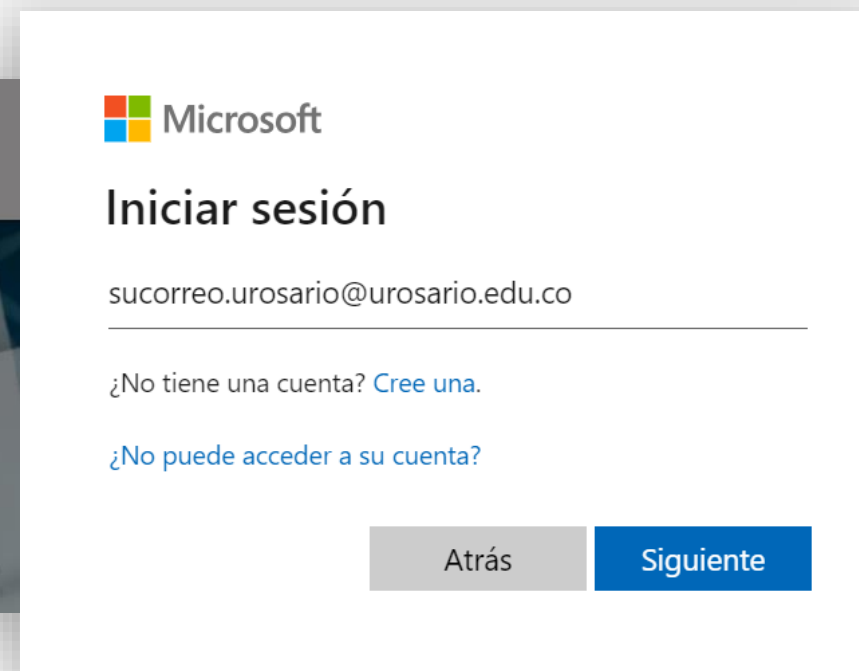 Microsoft
Iniciar sesión
sucorreo.urosario@urosario.edu.co
¿No tiene una cuenta? Cree una.
¿No puede acceder a su cuenta?
Atrás Siguiente